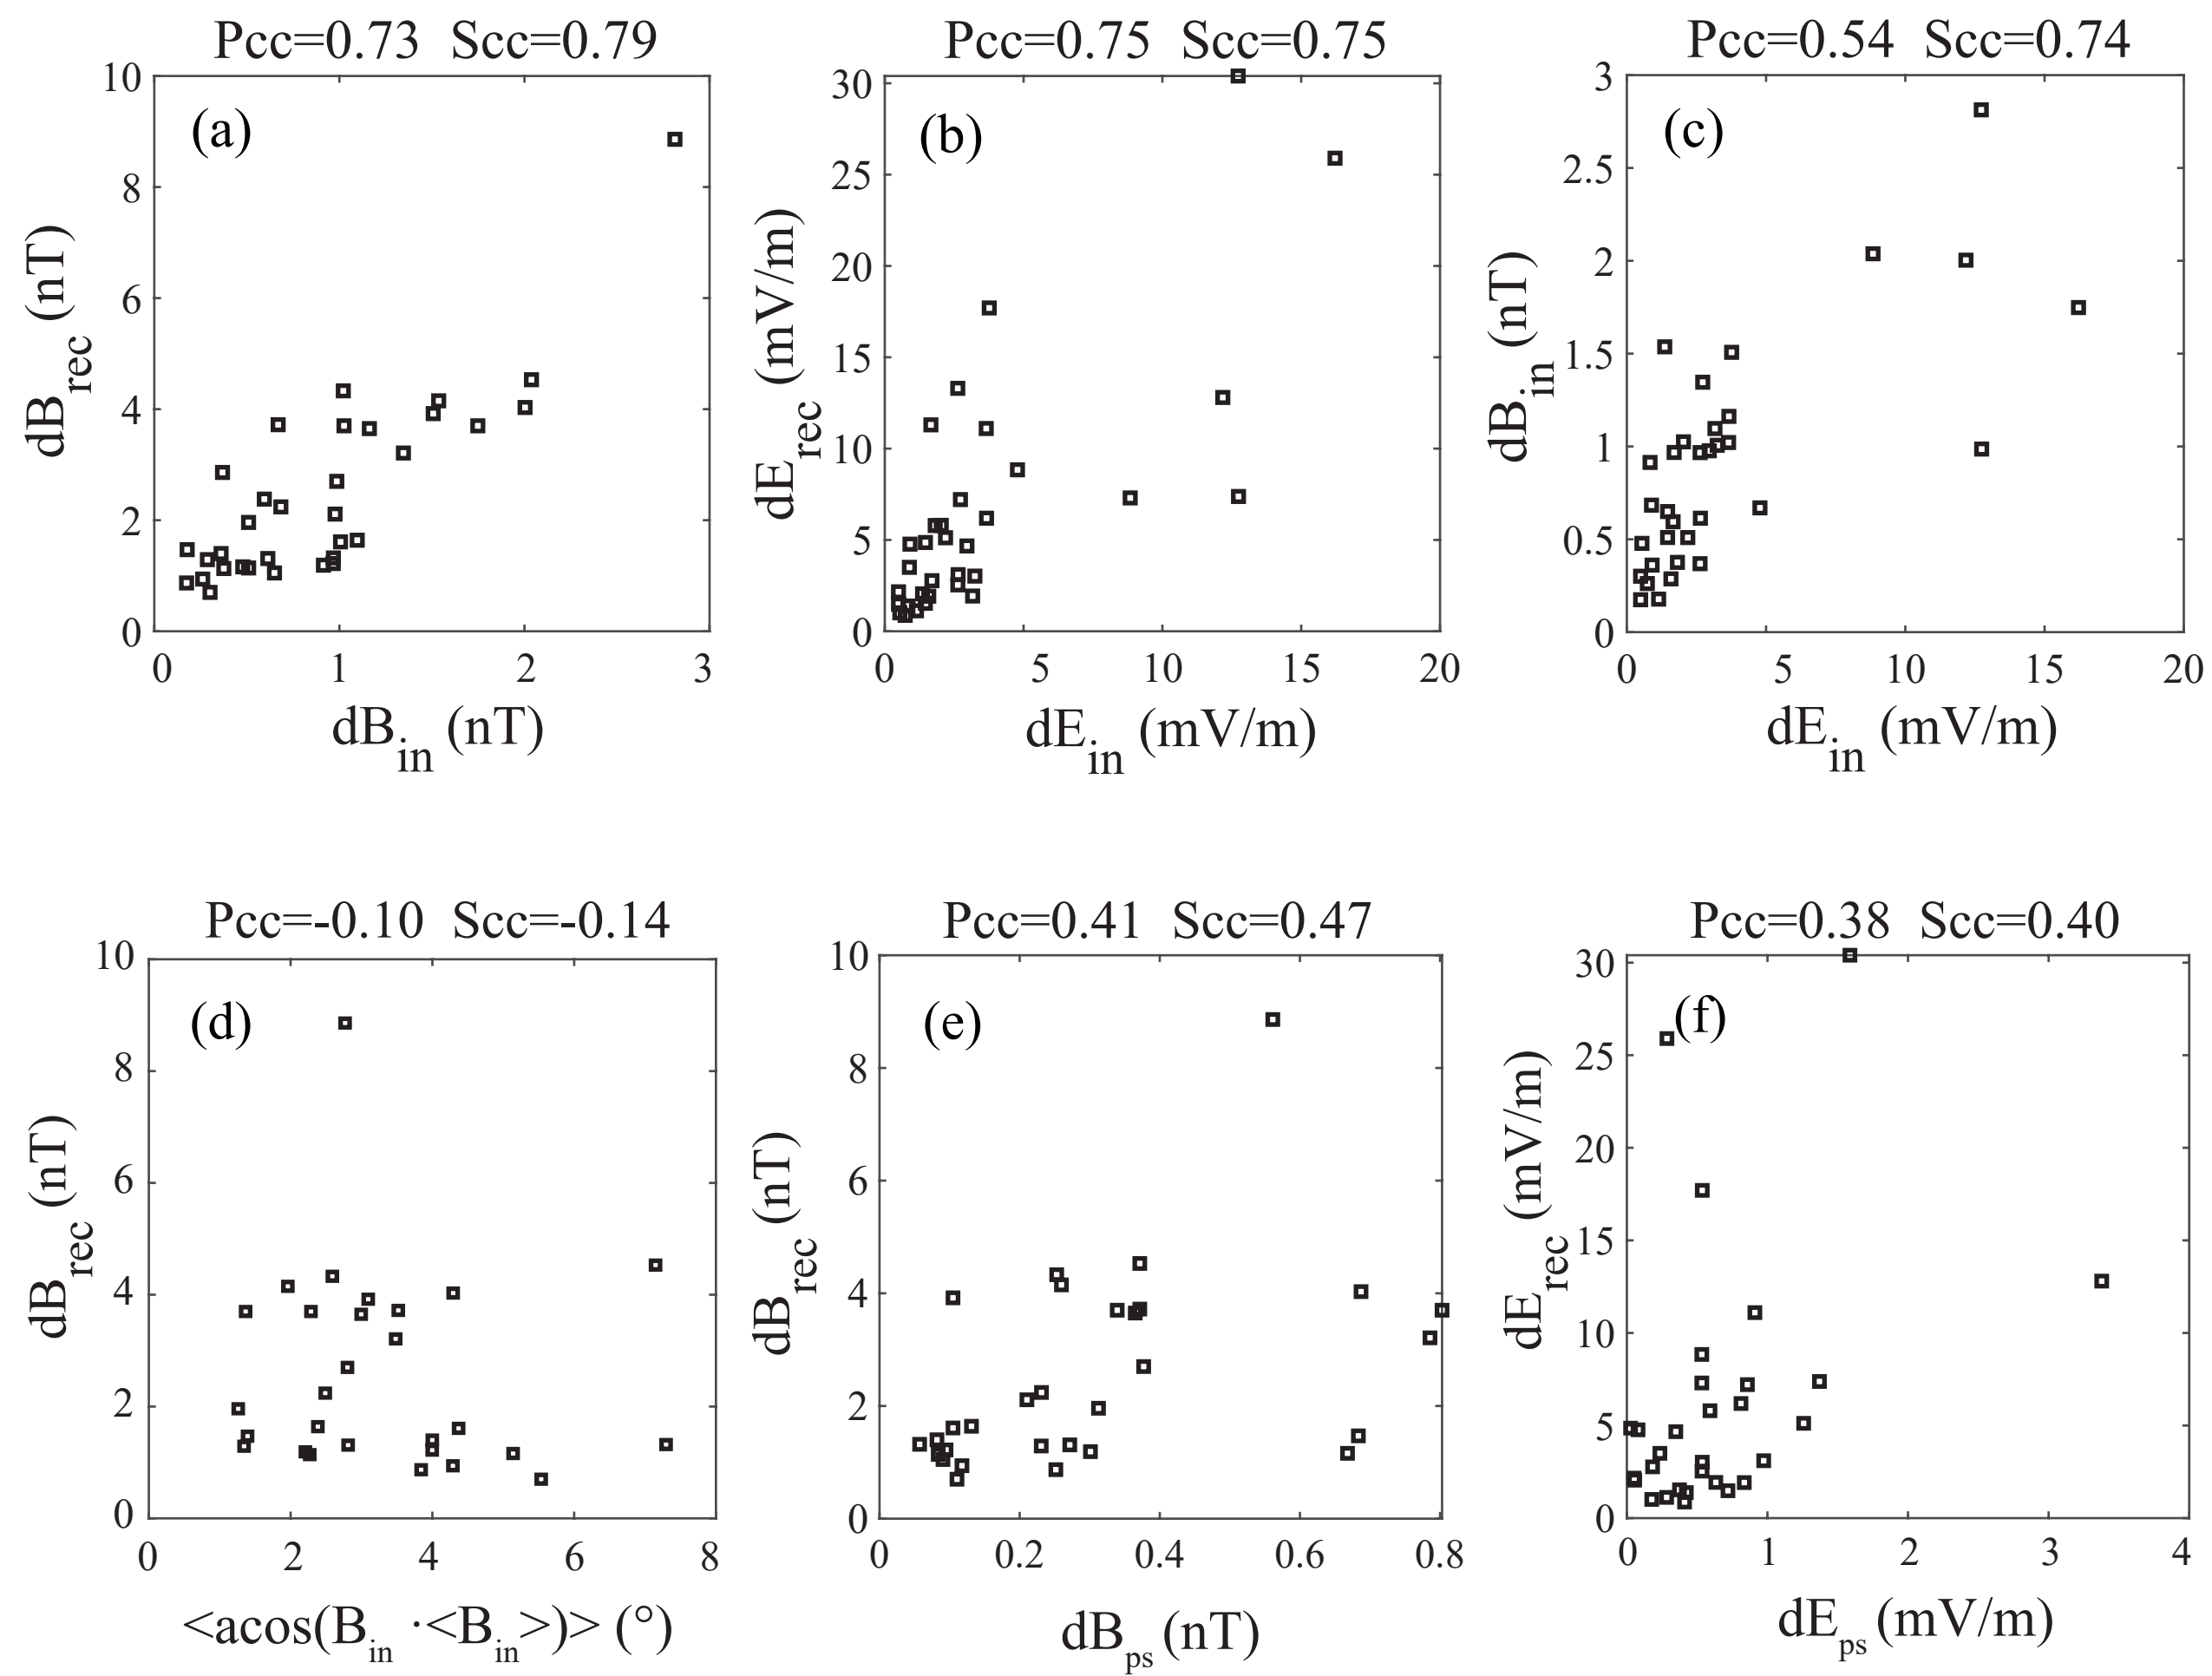 Pcc=0.73 Scc=0.79
(a)
10
8
6
4
2
0
0 1 2 3
dB_rec (nT)
dB_in (nT)
Pcc=0.75 Scc=0.75
(b)
30
25
20
15
10
5
0
0 5 10 15 20
dE_rec (mV/m)
dE_in (mV/m)
Pcc=0.54 Scc=0.74
(c)
3
2.5
2
1.5
1
0.5
0
0 5 10 15 20
dB_in (nT)
dE_in (mV/m)
Pcc=-0.10 Scc=-0.14
(d)
10
8
6
4
2
0
0 2 4 6 8
dB_rec (nT)
<acos(B_in ·<B_in>)> (°)
Pcc=0.41 Scc=0.47
(e)
10
8
6
4
2
0
0 0.2 0.4 0.6 0.8
dB_rec (nT)
dB_ps (nT)
Pcc=0.38 Scc=0.40
(f)
30
25
20
15
10
5
0
0 1 2 3 4
dE_rec (mV/m)
dE_ps (mV/m)